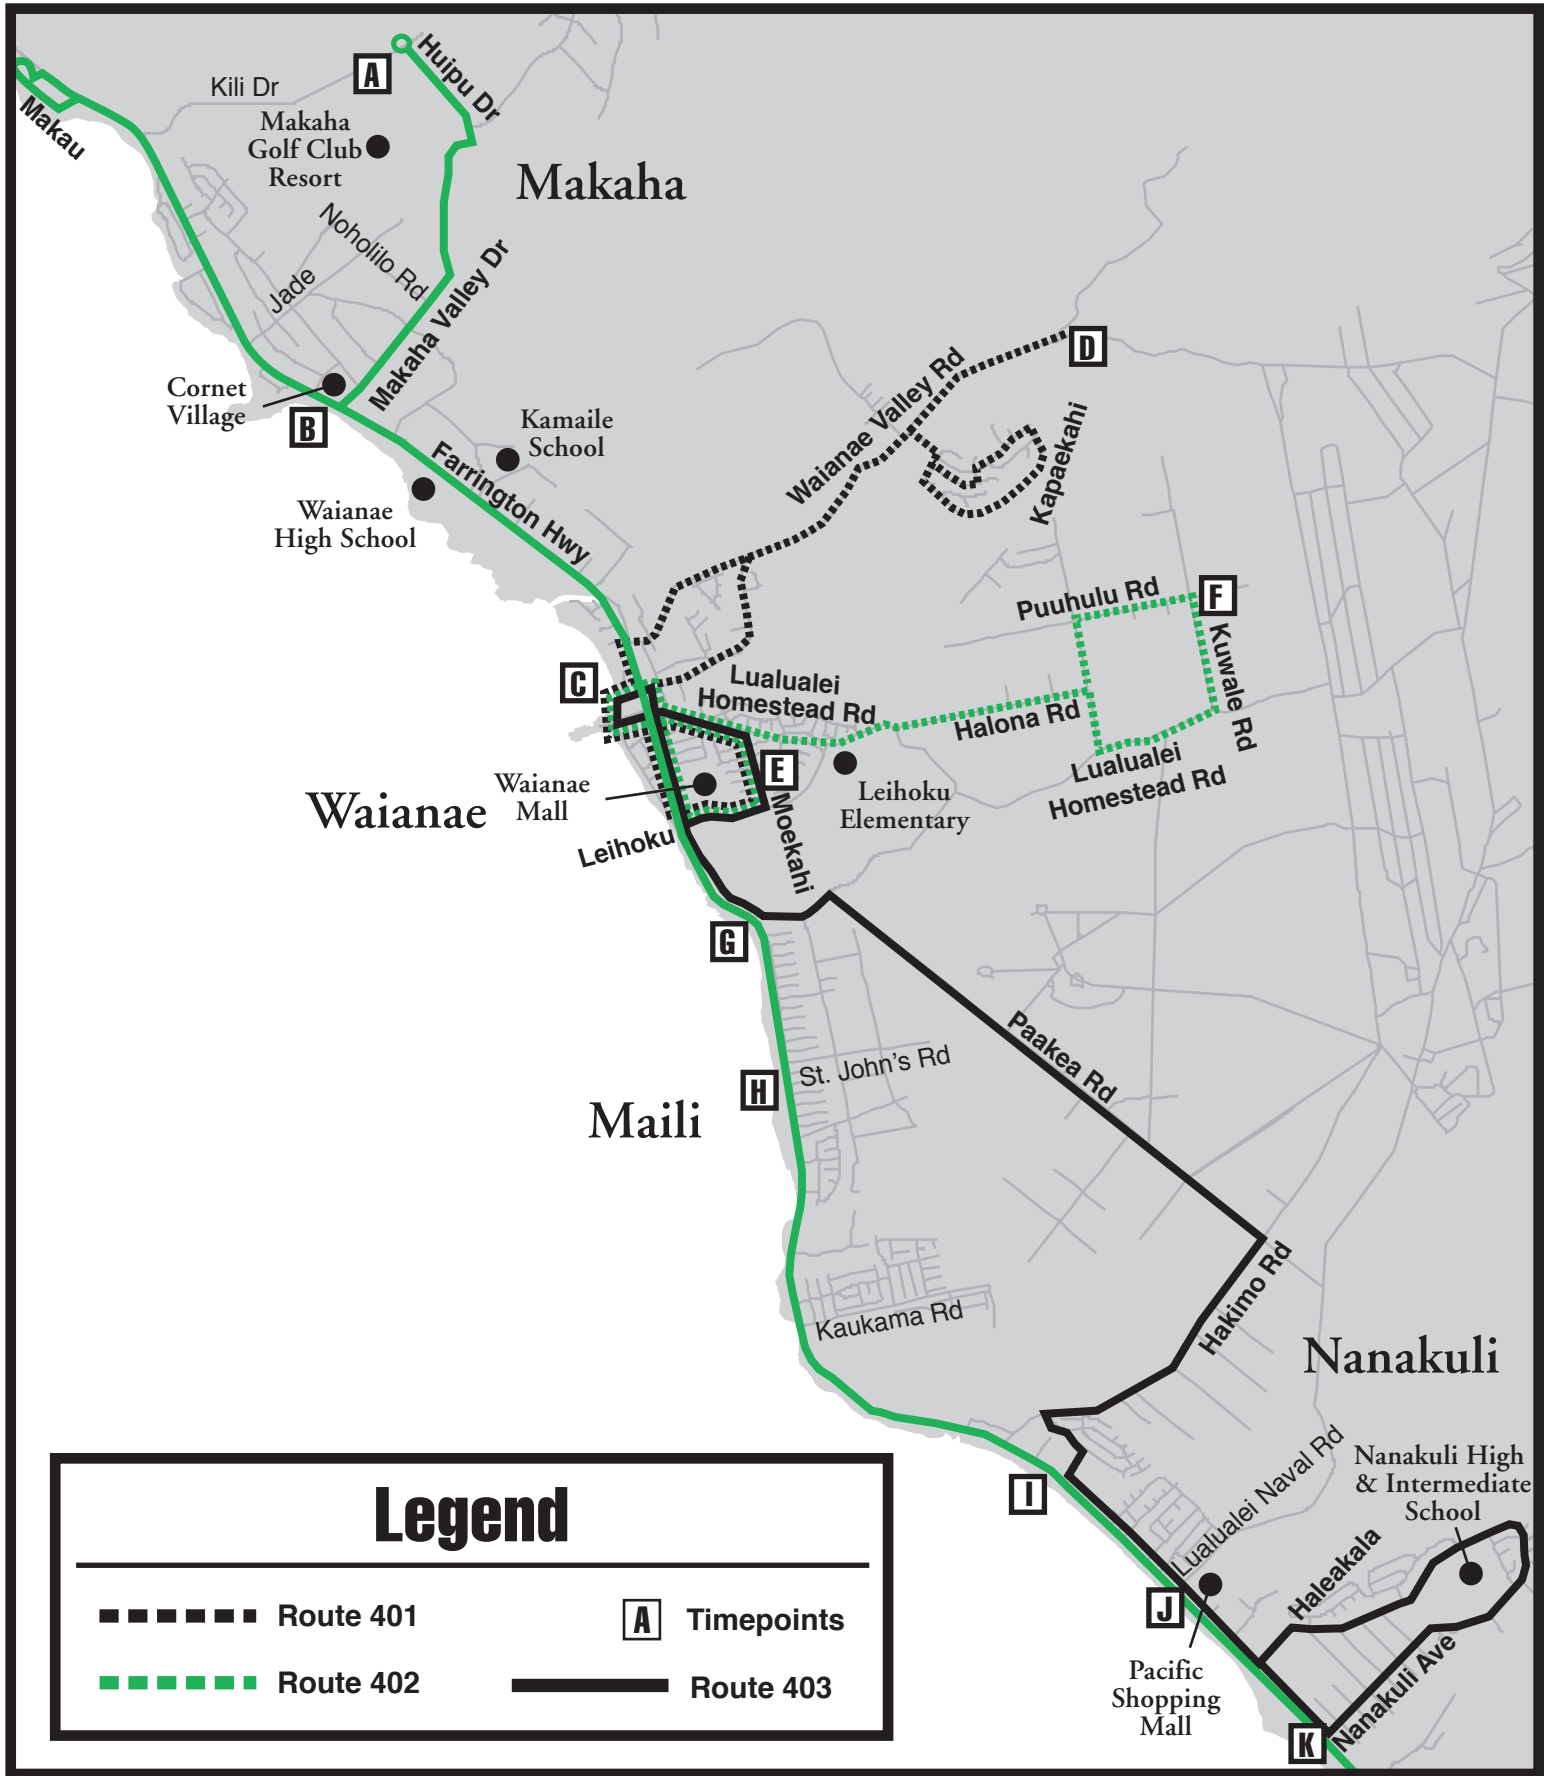 Makau
Kili Dr
A
Huipu Dr
Makaha
Golf Club
Resort
Makaha
Noholilo Rd
Jade
Makaha Valley Dr
Cornet
Village
B
Kamaile
School
Farrington Hwy
Waianae
High School
D
Waianae Valley Rd
Kapaekahi
Puuhulu Rd
F
Kuwale Rd
C
Lualualei
Homestead Rd
Halona Rd
Lualualei
Homestead Rd
E
Waianae
Mall
Waianae
Leihoku
Elementary
Moekahi
Leihoku
G
Paakea Rd
St. John's Rd
H
Maili
Hakimo Rd
Kaukama Rd
Nanakuli
Lualualei Naval Rd
Nanakuli High
& Intermediate
School
I
Haleakala
J
Pacific
Shopping
Mall
Nanakuli Ave
K
Legend
Route 401
A Timepoints
Route 402
Route 403